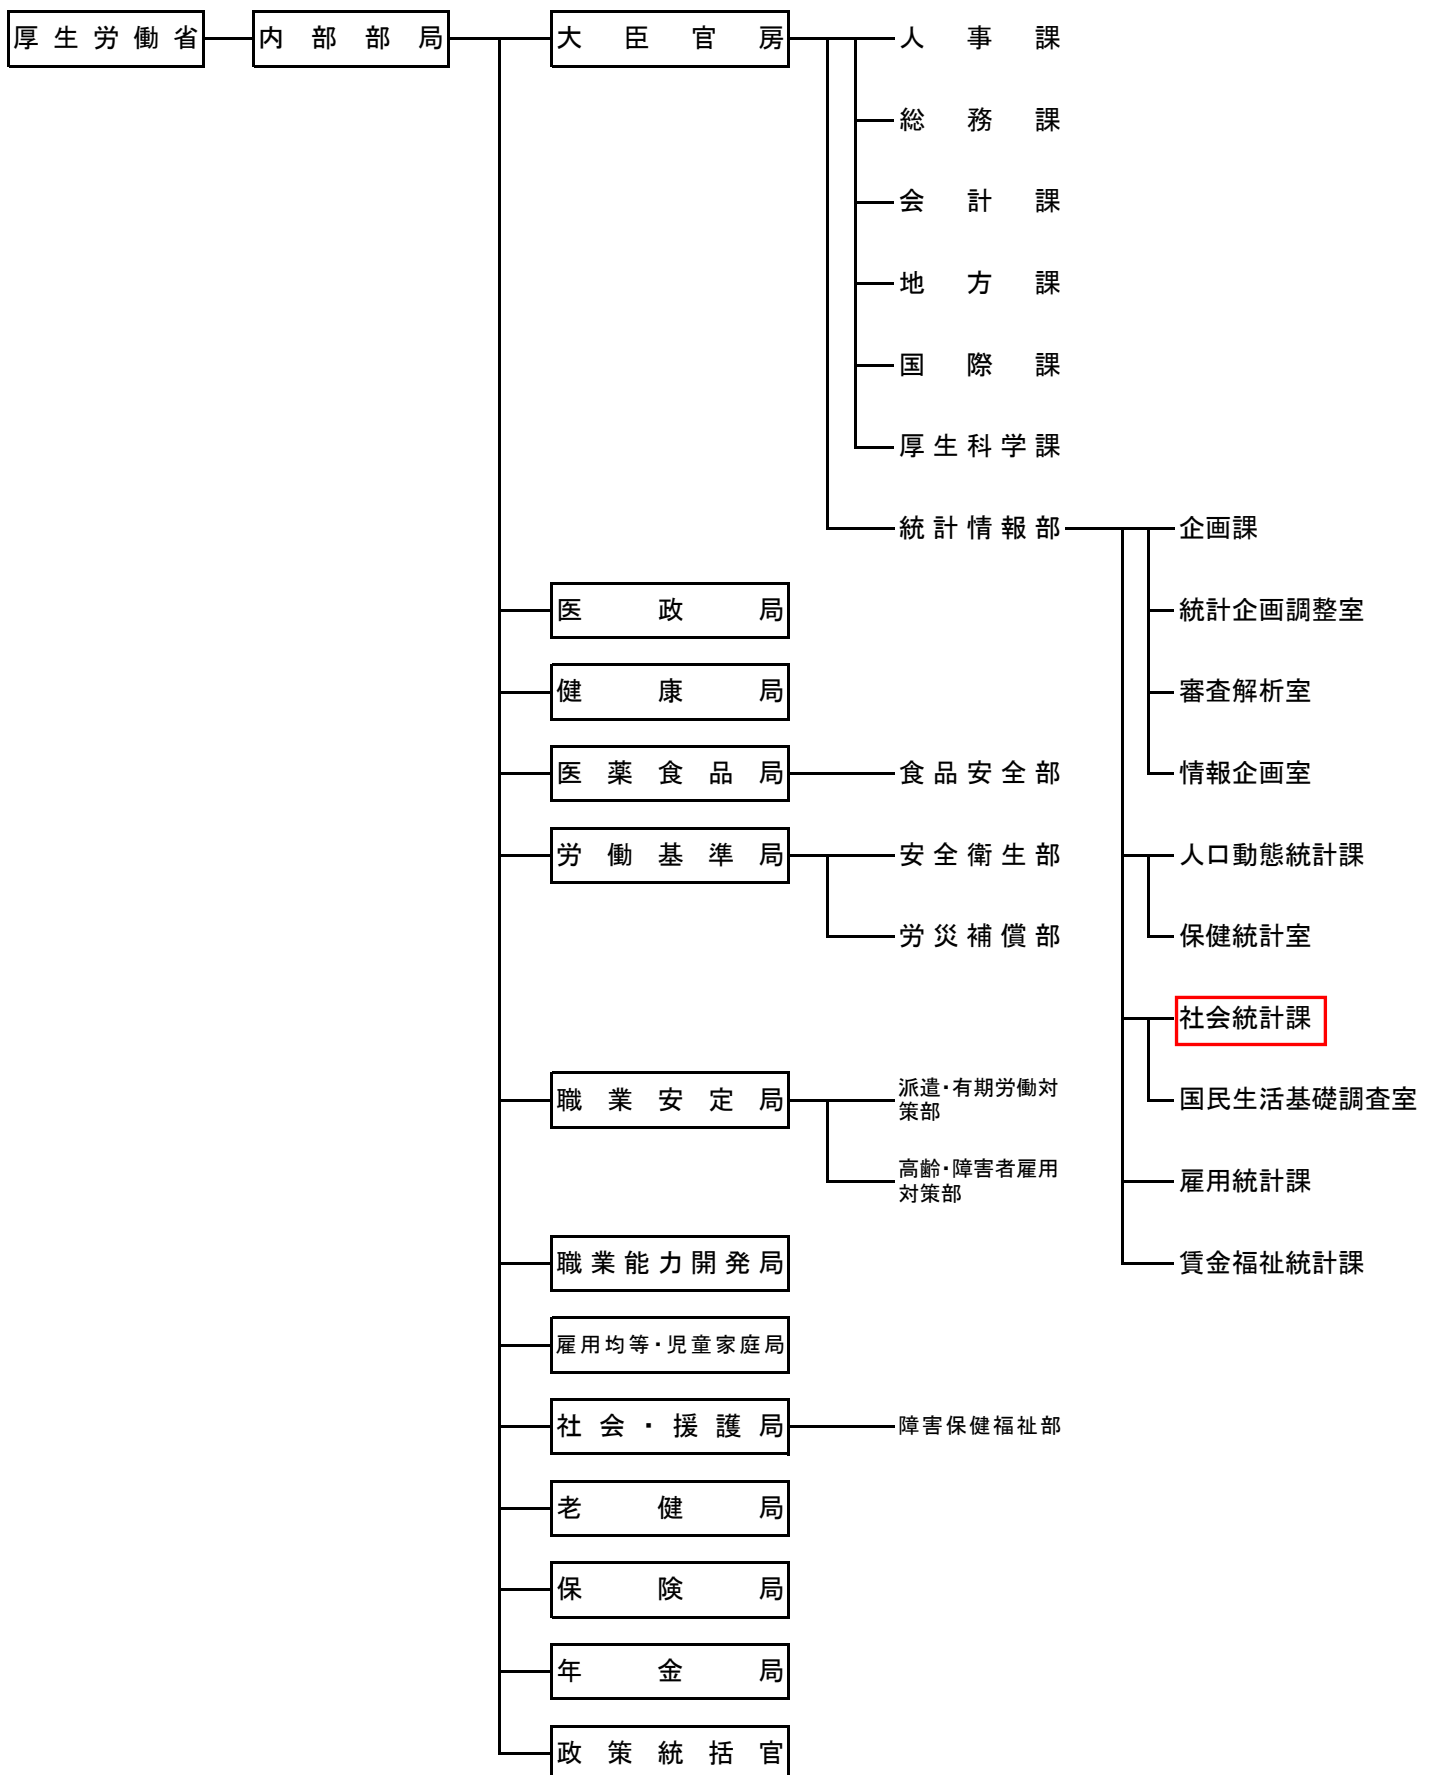 厚生労働省
内部部局
大臣官房
人事課
総務課
会計課
地方課
国際課
厚生科学課
統計情報部
企画課
統計企画調整室
審査解析室
情報企画室
人口動態統計課
保健統計室
社会統計課
国民生活基礎調査室
雇用統計課
賃金福祉統計課
医政局
健康局
医薬食品局
食品安全部
労働基準局
安全衛生部
労災補償部
職業安定局
派遣・有期労働対
策部
高齢・障害者雇用
対策部
職業能力開発局
雇用均等・児童家庭局
社会・援護局
障害保健福祉部
老健局
保険局
年金局
政策統括官